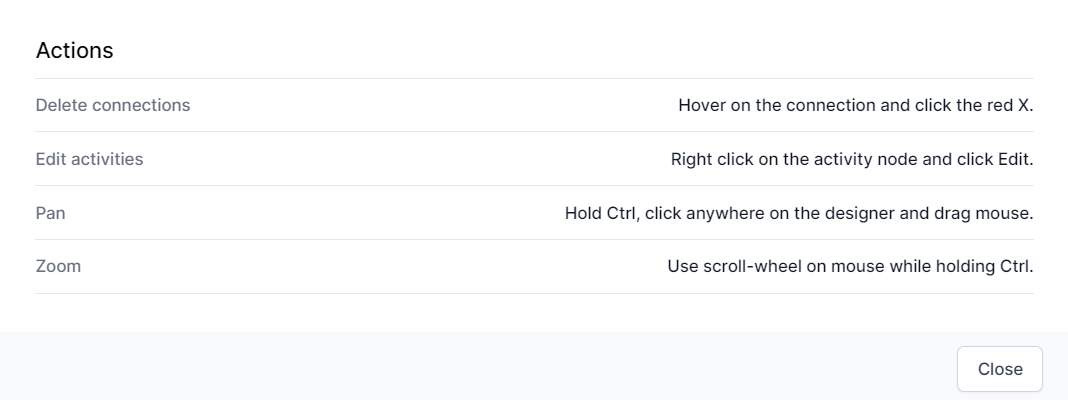 Actions
Delete connections Hover on the connection and click the red X.
Edit activities Right click on the activity node and click Edit.
Pan Hold Ctrl, click anywhere on the designer and drag mouse.
Zoom Use scroll-wheel on mouse while holding Ctrl.
Close